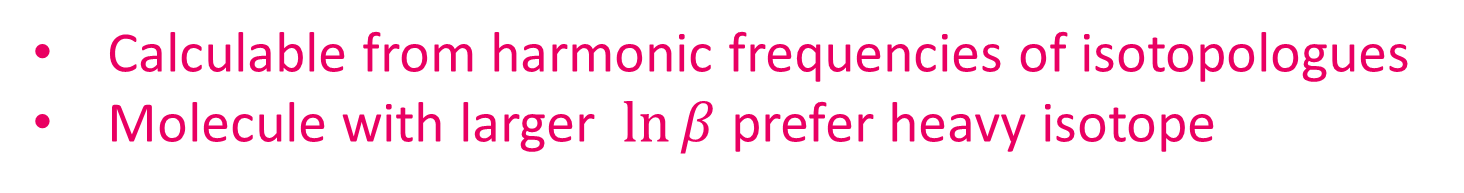 • Calculable from harmonic frequencies of isotopologues
• Molecule with larger ln β prefer heavy isotope